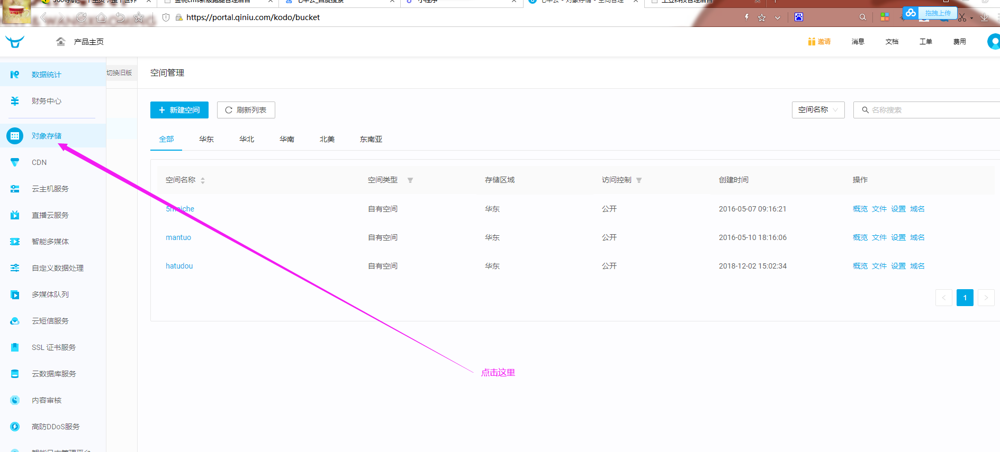 https://portal.qiniu.com/kodo/bucket
拖拽上传
产品主页
邀请 消息 文档 工单 费用
数据统计
财务中心
对象存储
CDN
云主机服务
直播云服务
智能多媒体
自定义数据处理
多媒体队列
云短信服务
SSL 证书服务
云数据库服务
内容审核
高防DDoS服务
切换旧版
空间管理
新建空间 刷新列表 空间名称 名称搜索
全部 华东 华北 华南 北美 东南亚
空间名称 空间类型 存储区域 访问控制 创建时间 操作
5maiche 自有空间 华东 公开 2016-05-07 09:16:21 概览 文件 设置 域名
mantuo 自有空间 华东 公开 2016-05-10 18:16:06 概览 文件 设置 域名
hatudou 自有空间 华东 公开 2018-12-02 15:02:34 概览 文件 设置 域名
1
点击这里